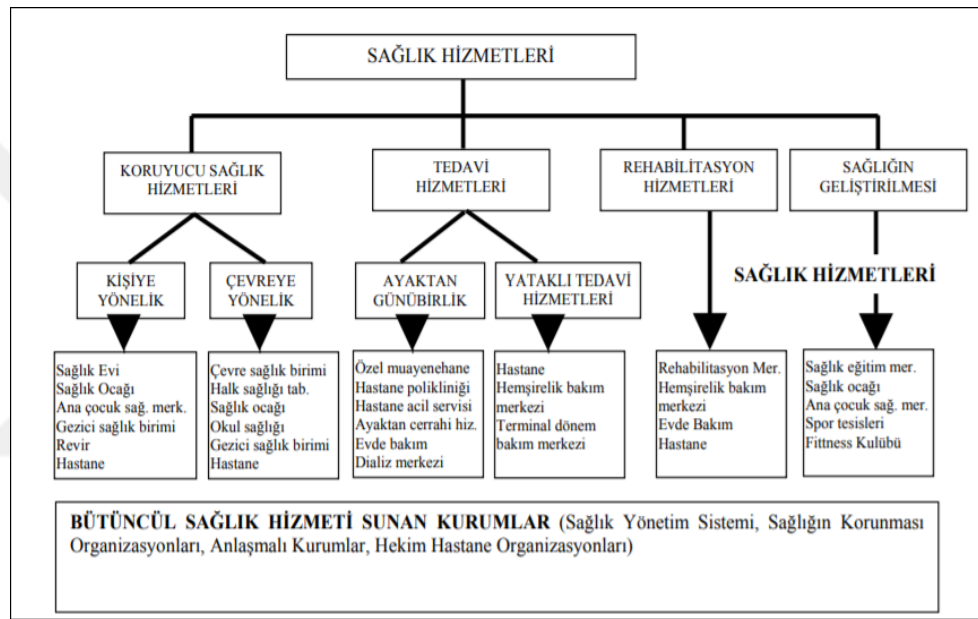 SAĞLIK HİZMETLERİ
KORUYUCU SAĞLIK
HİZMETLERİ
TEDAVİ
HİZMETLERİ
REHABİLİTASYON
HİZMETLERİ
SAĞLIĞIN
GELİŞTİRİLMESİ
KİŞİYE
YÖNELİK
ÇEVREYE
YÖNELİK
AYAKTAN
GÜNÜBİRLİK
YATAKLI TEDAVİ
HİZMETLERİ
SAĞLIK HİZMETLERİ
Sağlık Evi
Sağlık Ocağı
Ana çocuk sağ. merk.
Gezici sağlık birimi
Revir
Hastane
Çevre sağlık birimi
Halk sağlığı tab.
Sağlık ocağı
Okul sağlığı
Gezici sağlık birimi
Hastane
Özel muayenehane
Hastane polikliniği
Hastane acil servisi
Ayaktan cerrahi hiz.
Evde bakım
Dializ merkezi
Hastane
Hemşirelik bakım
merkezi
Terminal dönem
bakım merkezi
Rehabilitasyon Mer.
Hemşirelik bakım
merkezi
Evde Bakım
Hastane
Sağlık eğitim mer.
Sağlık ocağı
Ana çocuk sağ. mer.
Spor tesisleri
Fittness Kulübü
BÜTÜNCÜL SAĞLIK HİZMETİ SUNAN KURUMLAR (Sağlık Yönetim Sistemi, Sağlığın Korunması
Organizasyonları, Anlaşmalı Kurumlar, Hekim Hastane Organizasyonları)